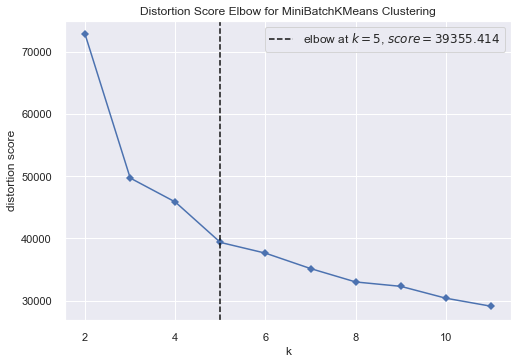 Distortion Score Elbow for MiniBatchKMeans Clustering
elbow at k = 5, score = 39355.414
70000
60000
50000
40000
30000
distortion score
2 4 6 8 10
k